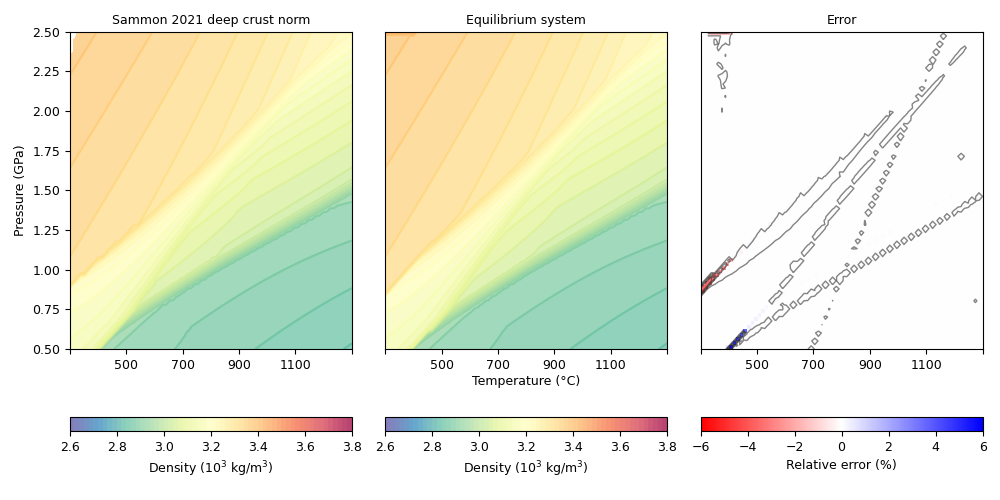 Sammon 2021 deep crust norm
Equilibrium system
Error
2.50
2.25
2.00
1.75
1.50
1.25
1.00
0.75
0.50
Pressure (GPa)
500 700 900 1100
500 700 900 1100
500 700 900 1100
Temperature (°C)
2.6 2.8 3.0 3.2 3.4 3.6 3.8
2.6 2.8 3.0 3.2 3.4 3.6 3.8
−6 −4 −2 0 2 4 6
Density (10³ kg/m³)
Density (10³ kg/m³)
Relative error (%)